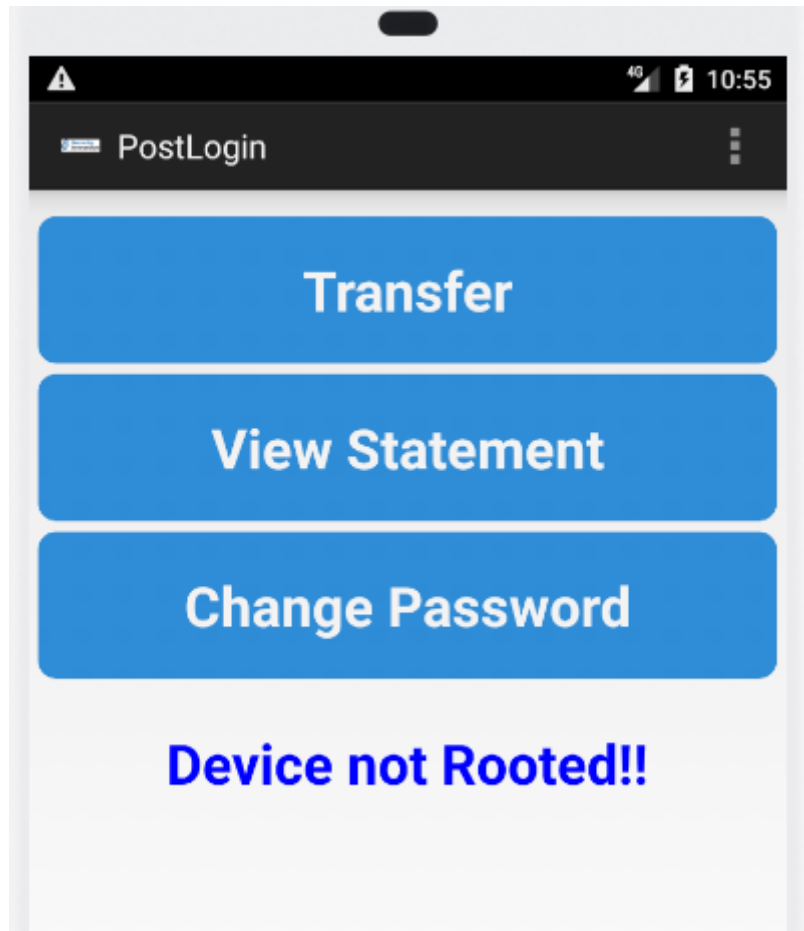 4G 10:55
PostLogin
Transfer
View Statement
Change Password
Device not Rooted!!